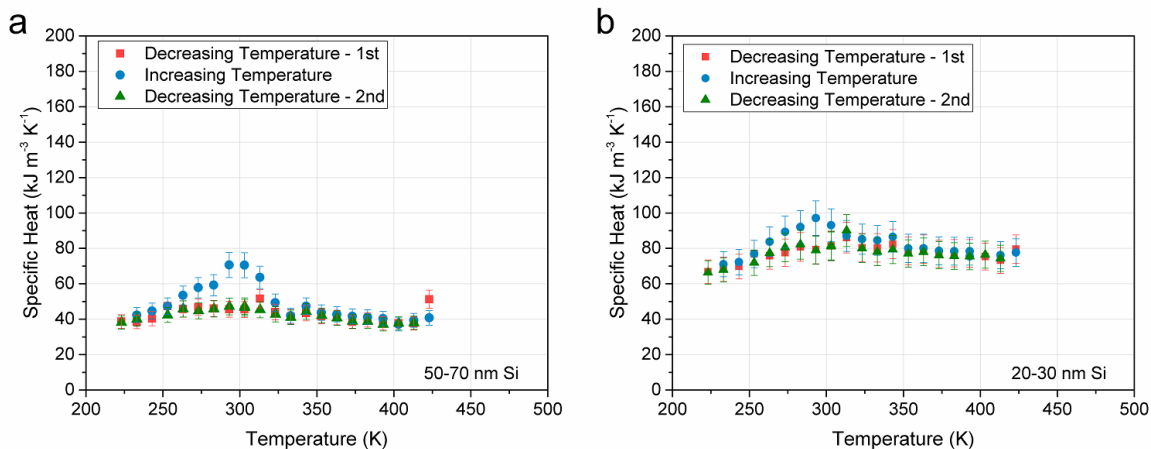 a
200
180
160
140
120
100
80
60
40
20
0
Specific Heat (kJ m⁻³ K⁻¹)
Decreasing Temperature - 1st
Increasing Temperature
Decreasing Temperature - 2nd
50-70 nm Si
200 250 300 350 400 450 500
Temperature (K)
b
200
180
160
140
120
100
80
60
40
20
0
Specific Heat (kJ m⁻³ K⁻¹)
Decreasing Temperature - 1st
Increasing Temperature
Decreasing Temperature - 2nd
20-30 nm Si
200 250 300 350 400 450 500
Temperature (K)